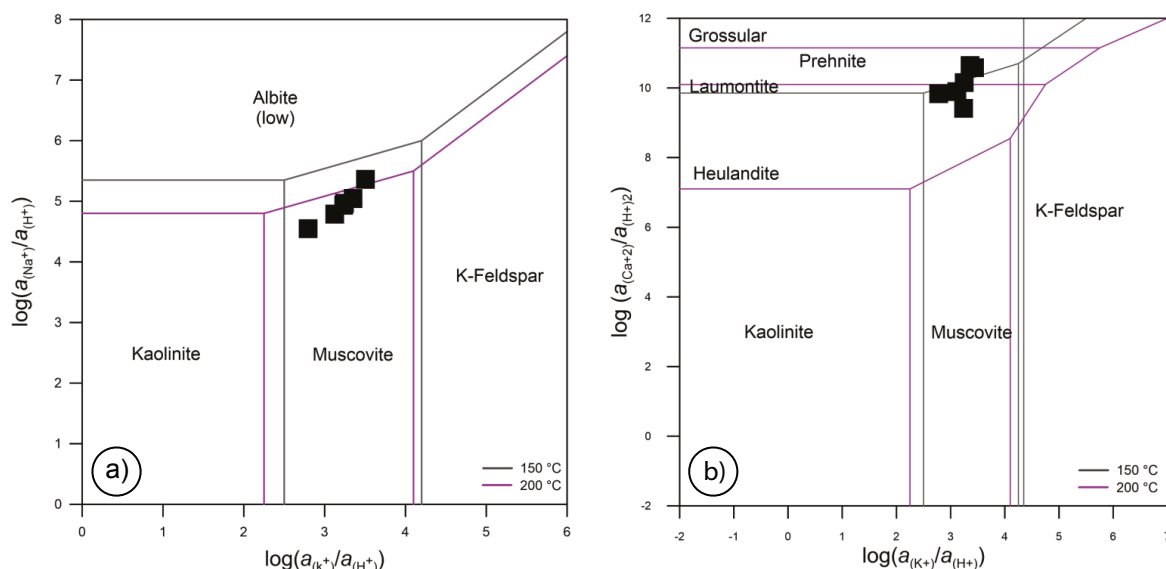 8
7
6
5
4
3
2
1
0
log(a(Na⁺)/a(H⁺)
Albite
(low)
K-Feldspar
Kaolinite
Muscovite
a)
150 °C
200 °C
0
1
2
3
4
5
6
log(a(k⁺)/a(H⁺)
12
10
8
6
4
2
0
-2
log (a(Ca+2)/a(H+)2)
Grossular
Prehnite
Laumontite
Heulandite
K-Feldspar
Kaolinite
Muscovite
b)
150 °C
200 °C
-2
-1
0
1
2
3
4
5
6
7
log(a(K+)/a(H+)